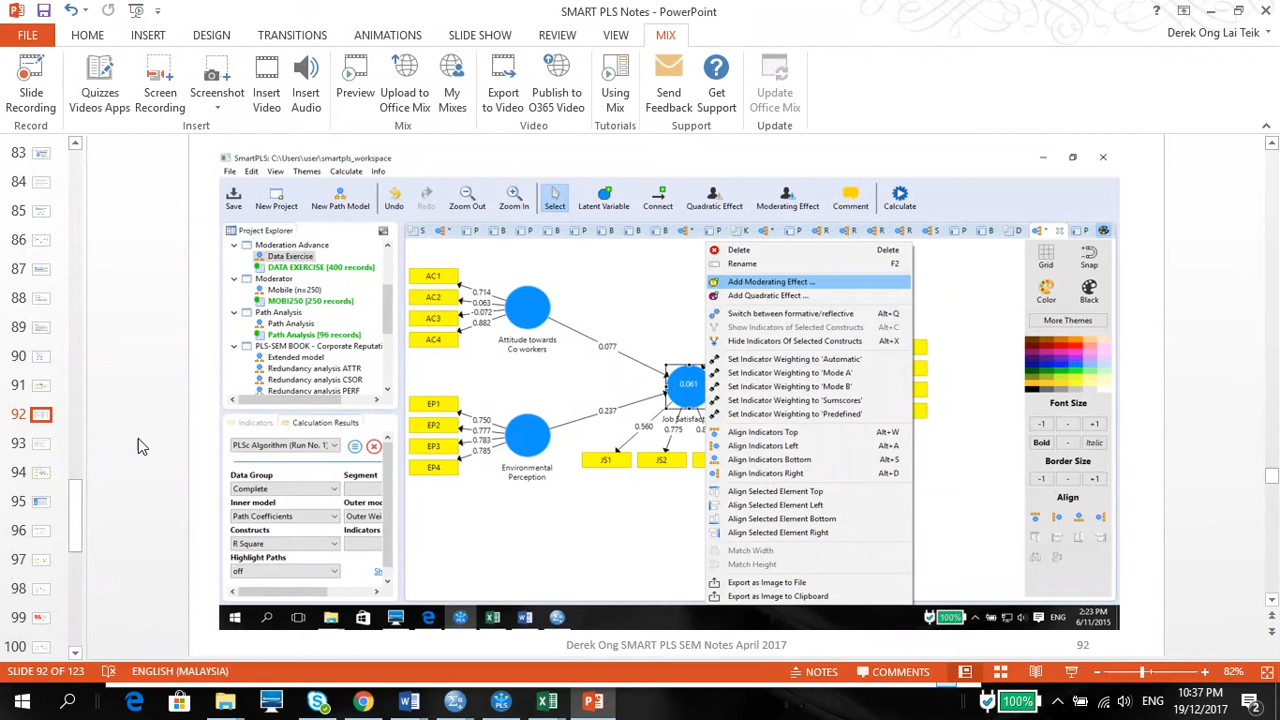 SMART PLS Notes - PowerPoint
FILE HOME INSERT DESIGN TRANSITIONS ANIMATIONS SLIDE SHOW REVIEW VIEW MIX
Derek Ong Lai Teik
Slide Recording
Quizzes Videos Apps
Screen Recording
Screenshot
Insert Video
Insert Audio
Preview
Upload to Office Mix
My Mixes
Export to Video
Publish to O365 Video
Using Mix
Send Feedback
Get Support
Update Office Mix
Record Insert Mix Video Tutorials Support Update
83
84
85
86
87
88
89
90
91
92
93
94
95
96
97
98
99
100
SmartPLS: C:\Users\user\smartpls_workspace
File Edit View Themes Calculate Info
Save New Project New Path Model Undo Redo Zoom Out Zoom In Select Latent Variable Connect Quadratic Effect Moderating Effect Comment Calculate
Project Explorer
Moderation Advance
Data Exercise
DATA EXERCISE [400 records]
Moderator
Mobile (n=250)
MOBI250 [250 records]
Path Analysis
Path Analysis
Path Analysis [96 records]
PLS-SEM BOOK - Corporate Reputati
Extended model
Redundancy analysis ATTR
Redundancy analysis CSOR
Redundancy analysis PERF
Indicators Calculation Results
PLSc Algorithm (Run No. 1)
Data Group Segment
Complete
Inner model Outer mode
Path Coefficients Outer Wei
Constructs Indicators
R Square
Highlight Paths
off Sh
S P B P B P B B B P K P R R R S P B D P
AC1
AC2
AC3
AC4
0.714
0.063
-0.072
0.882
Attitude towards
Co workers
0.077
EP1
EP2
EP3
EP4
0.750
0.777
0.783
0.785
Environmental
Perception
0.237
0.061
Job Satisfac
0.560
0.775
JS1
JS2
Delete Delete
Rename F2
Add Moderating Effect ...
Add Quadratic Effect ...
Switch between formative/reflective Alt+Q
Show Indicators of Selected Constructs Alt+C
Hide Indicators Of Selected Constructs Alt+X
Set Indicator Weighting to 'Automatic'
Set Indicator Weighting to 'Mode A'
Set Indicator Weighting to 'Mode B'
Set Indicator Weighting to 'Sumscores'
Set Indicator Weighting to 'Predefined'
Align Indicators Top Alt+W
Align Indicators Left Alt+A
Align Indicators Bottom Alt+S
Align Indicators Right Alt+D
Align Selected Element Top
Align Selected Element Left
Align Selected Element Bottom
Align Selected Element Right
Match Width
Match Height
Export as Image to File
Export as Image to Clipboard
Grid Snap
Color Black
More Themes
Font Size
-1 - +1
Bold - Italic
Border Size
-1 - +1
Align
100% ENG
2:23 PM
6/11/2015
Derek Ong SMART PLS SEM Notes April 2017 92
SLIDE 92 OF 123 ENGLISH (MALAYSIA) NOTES COMMENTS 82%
100%
10:37 PM
19/12/2017